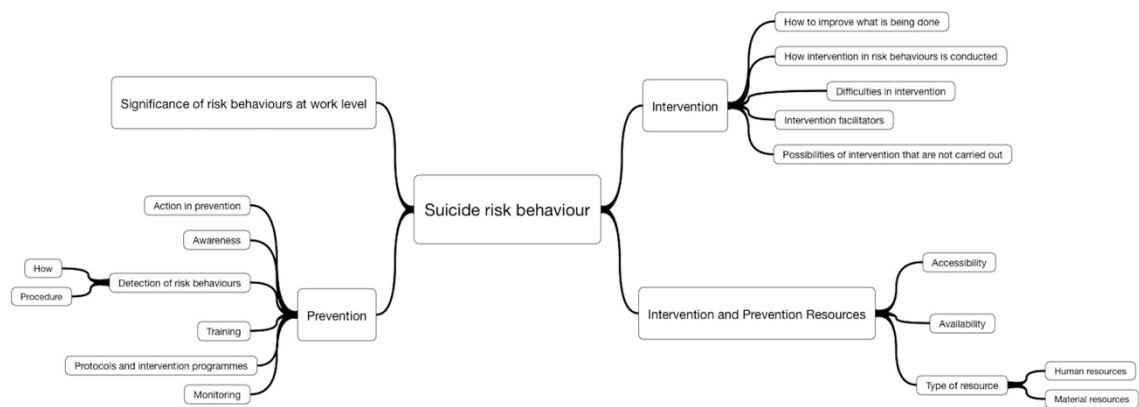 How to improve what is being done
How intervention in risk behaviours is conducted
Significance of risk behaviours at work level
Intervention
Difficulties in intervention
Intervention facilitators
Possibilities of intervention that are not carried out
Suicide risk behaviour
Action in prevention
Awareness
How
Procedure
Detection of risk behaviours
Prevention
Training
Protocols and intervention programmes
Monitoring
Intervention and Prevention Resources
Accessibility
Availability
Type of resource
Human resources
Material resources